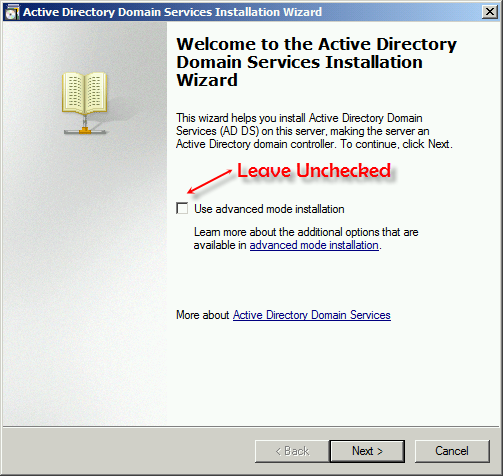 Active Directory Domain Services Installation Wizard
Welcome to the Active Directory
Domain Services Installation
Wizard
This wizard helps you install Active Directory Domain
Services (AD DS) on this server, making the server an
Active Directory domain controller. To continue, click Next.
Leave Unchecked
Use advanced mode installation
Learn more about the additional options that are
available in advanced mode installation.
More about Active Directory Domain Services
< Back Next > Cancel